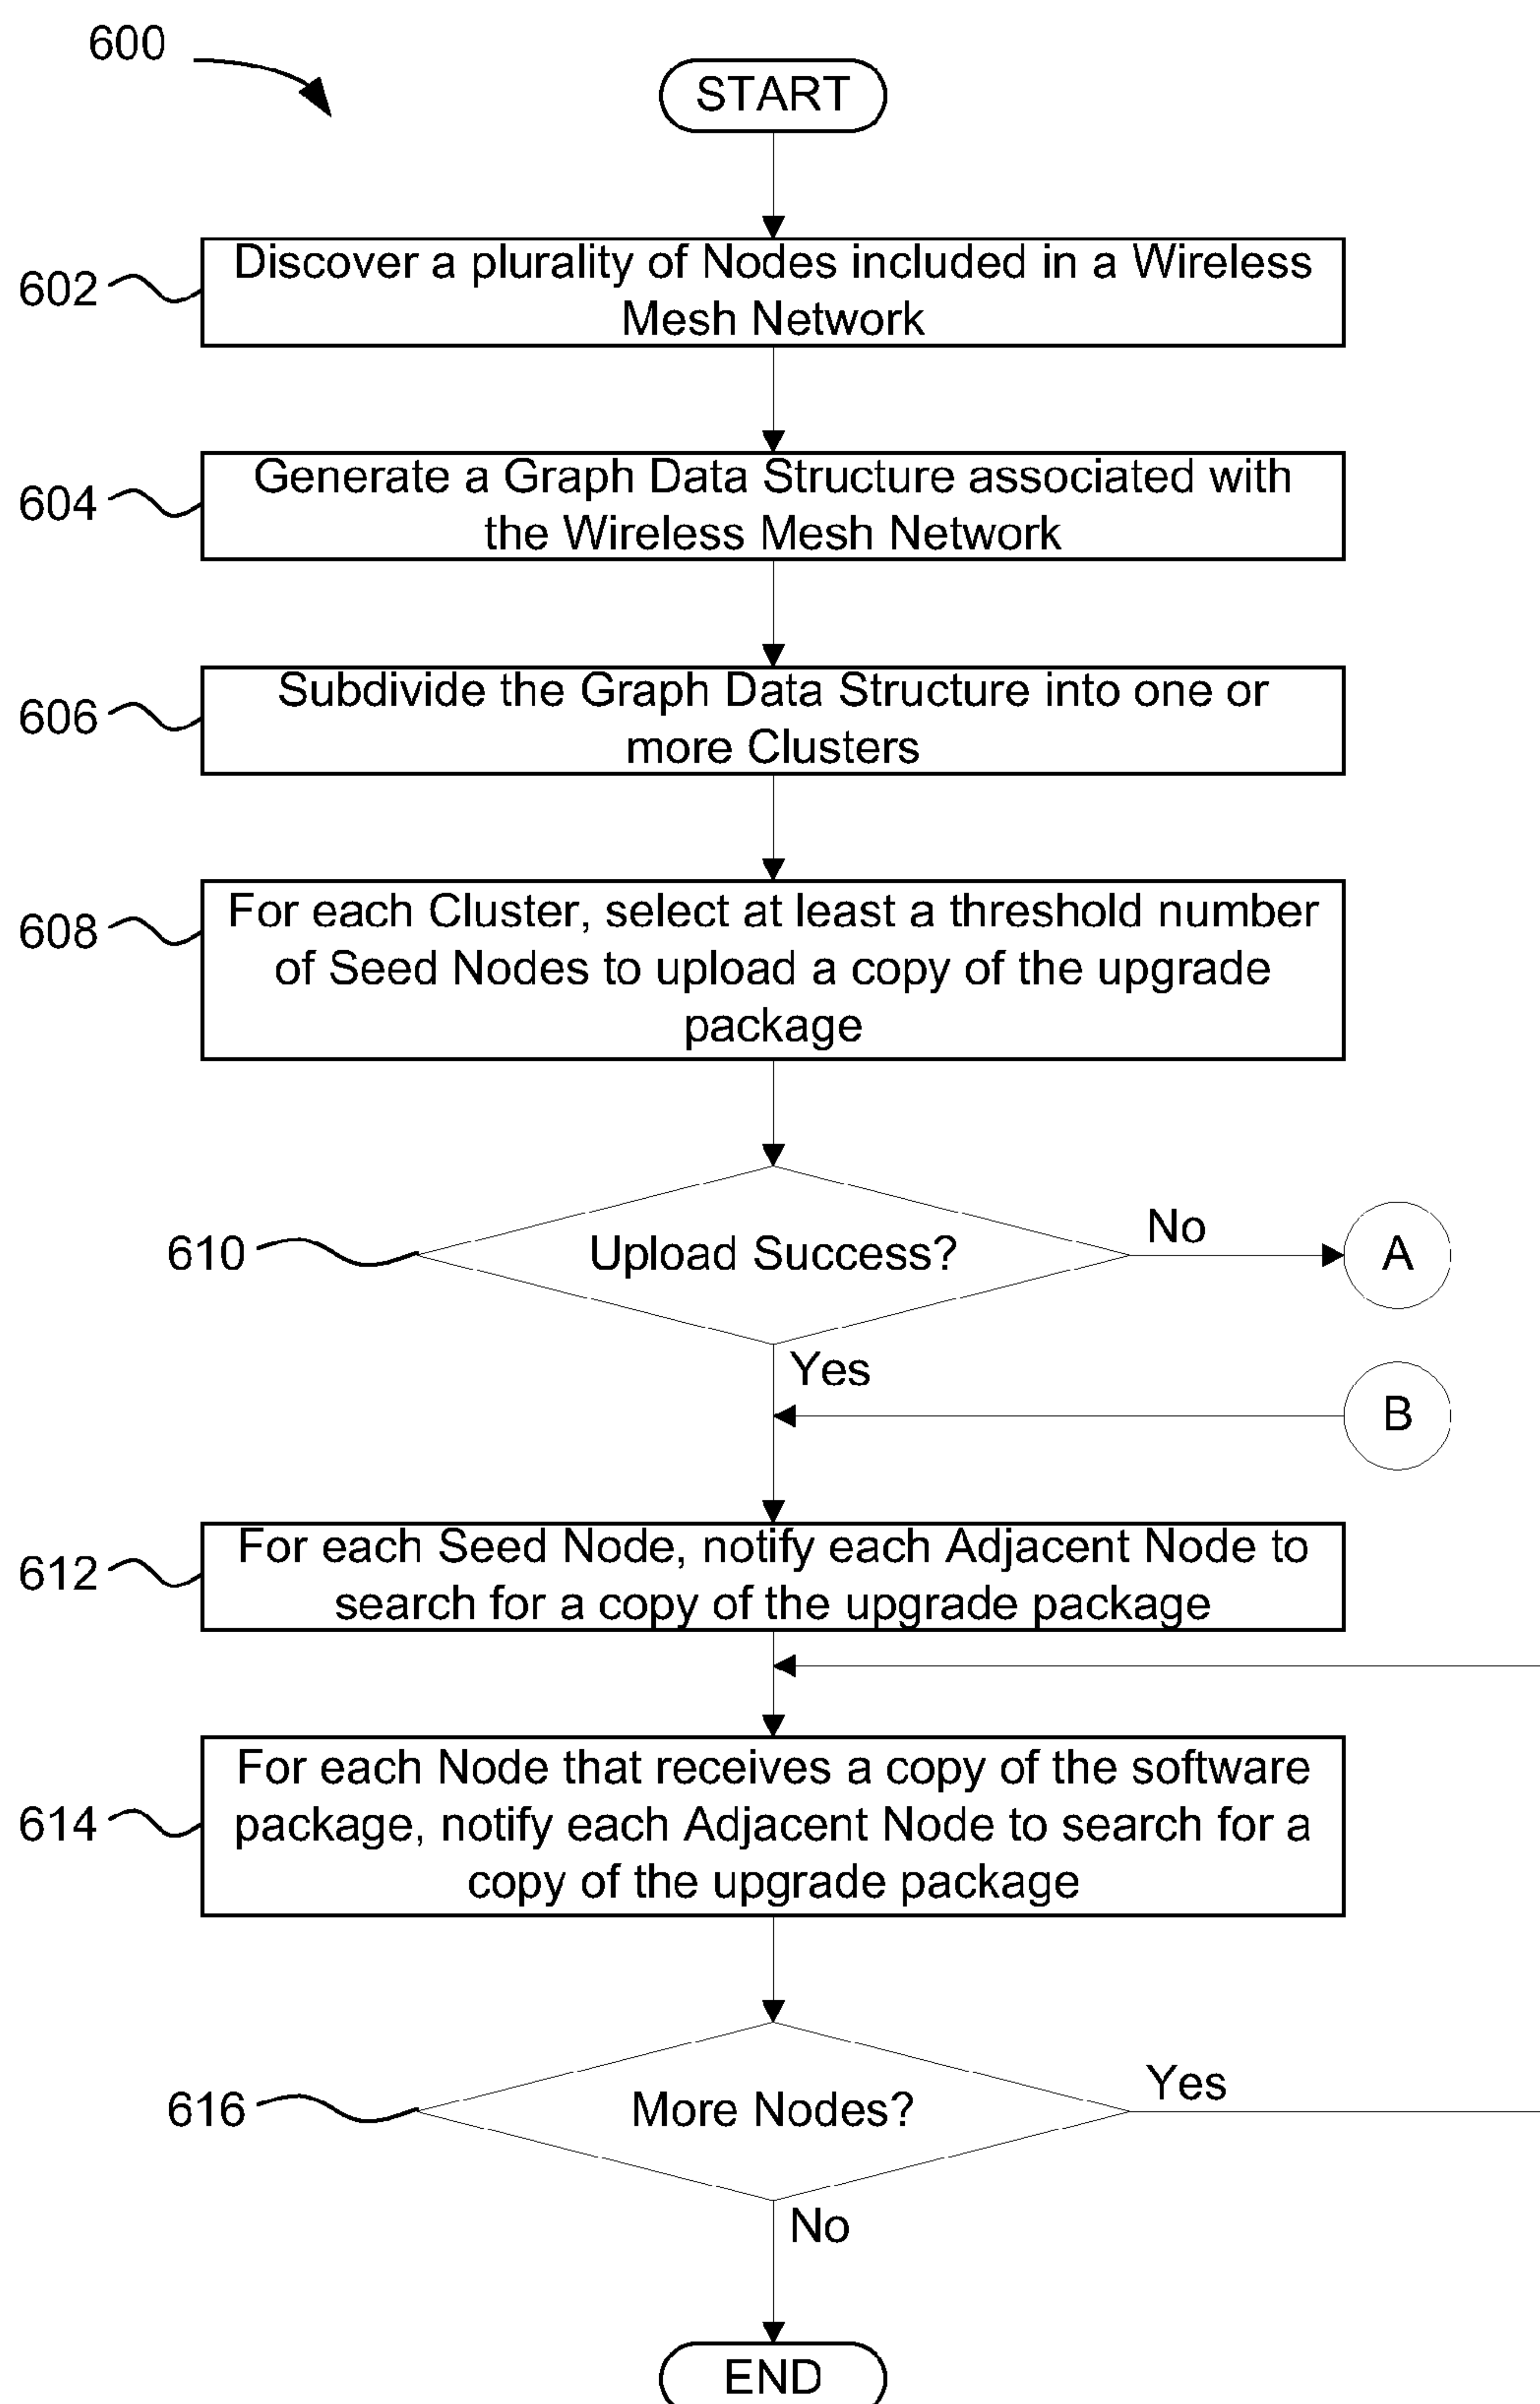 600
START
602
Discover a plurality of Nodes included in a Wireless
Mesh Network
604
Generate a Graph Data Structure associated with
the Wireless Mesh Network
606
Subdivide the Graph Data Structure into one or
more Clusters
608
For each Cluster, select at least a threshold number
of Seed Nodes to upload a copy of the upgrade
package
610
Upload Success?
No
A
Yes
B
612
For each Seed Node, notify each Adjacent Node to
search for a copy of the upgrade package
614
For each Node that receives a copy of the software
package, notify each Adjacent Node to search for a
copy of the upgrade package
616
More Nodes?
Yes
No
END